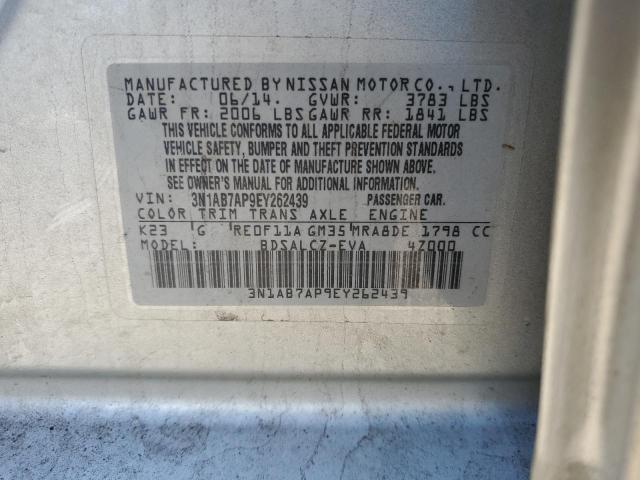 MANUFACTURED BY NISSAN MOTOR CO., LTD.
DATE: 06/14. GVWR: 3783 LBS
GAWR FR: 2006 LBS GAWR RR: 1841 LBS
THIS VEHICLE CONFORMS TO ALL APPLICABLE FEDERAL MOTOR
VEHICLE SAFETY, BUMPER AND THEFT PREVENTION STANDARDS
IN EFFECT ON THE DATE OF MANUFACTURE SHOWN ABOVE.
SEE OWNER'S MANUAL FOR ADDITIONAL INFORMATION.
VIN: 3N1AB7AP9EY262439 PASSENGER CAR.
COLOR TRIM TRANS AXLE ENGINE
K23 G RE0F11A GM35 MRA8DE 1798 CC
MODEL: BDSALCZ-EVA 4Z000
3N1AB7AP9EY262439